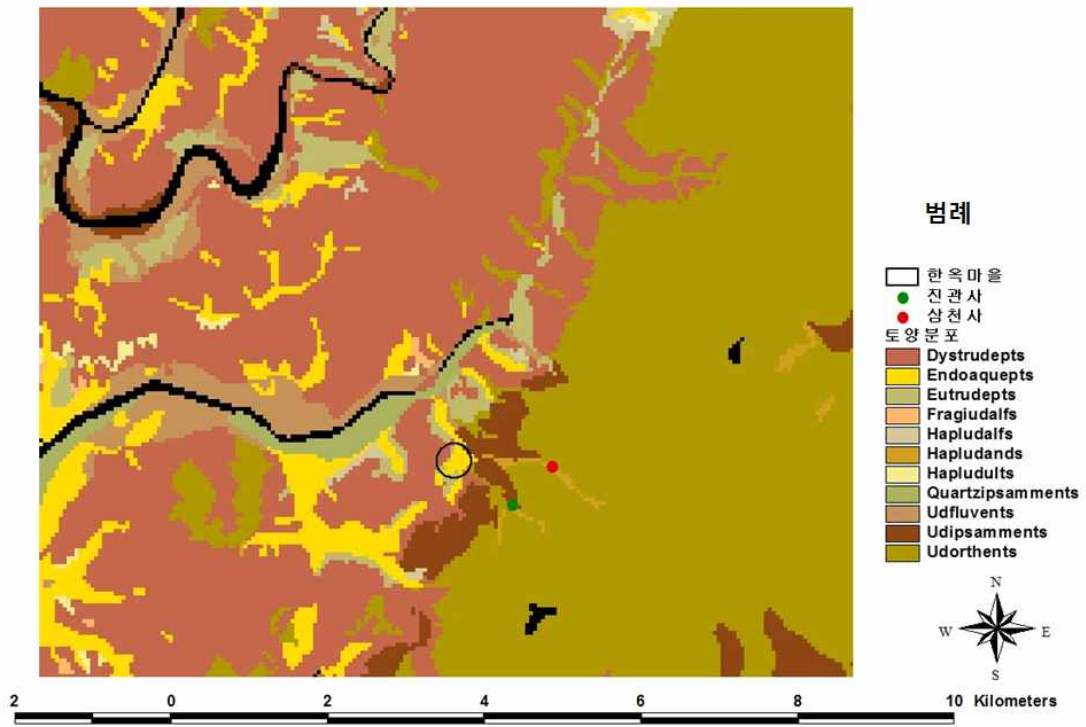 범례
한옥마을
진관사
삼천사
토양분포
Dystrudepts
Endoaquepts
Eutrudepts
Fragiudalfs
Hapludalfs
Hapludands
Hapludults
Quartzipsamments
Udfluvents
Udipsamments
Udorthents
N
W E
S
2 0 2 4 6 8 10 Kilometers